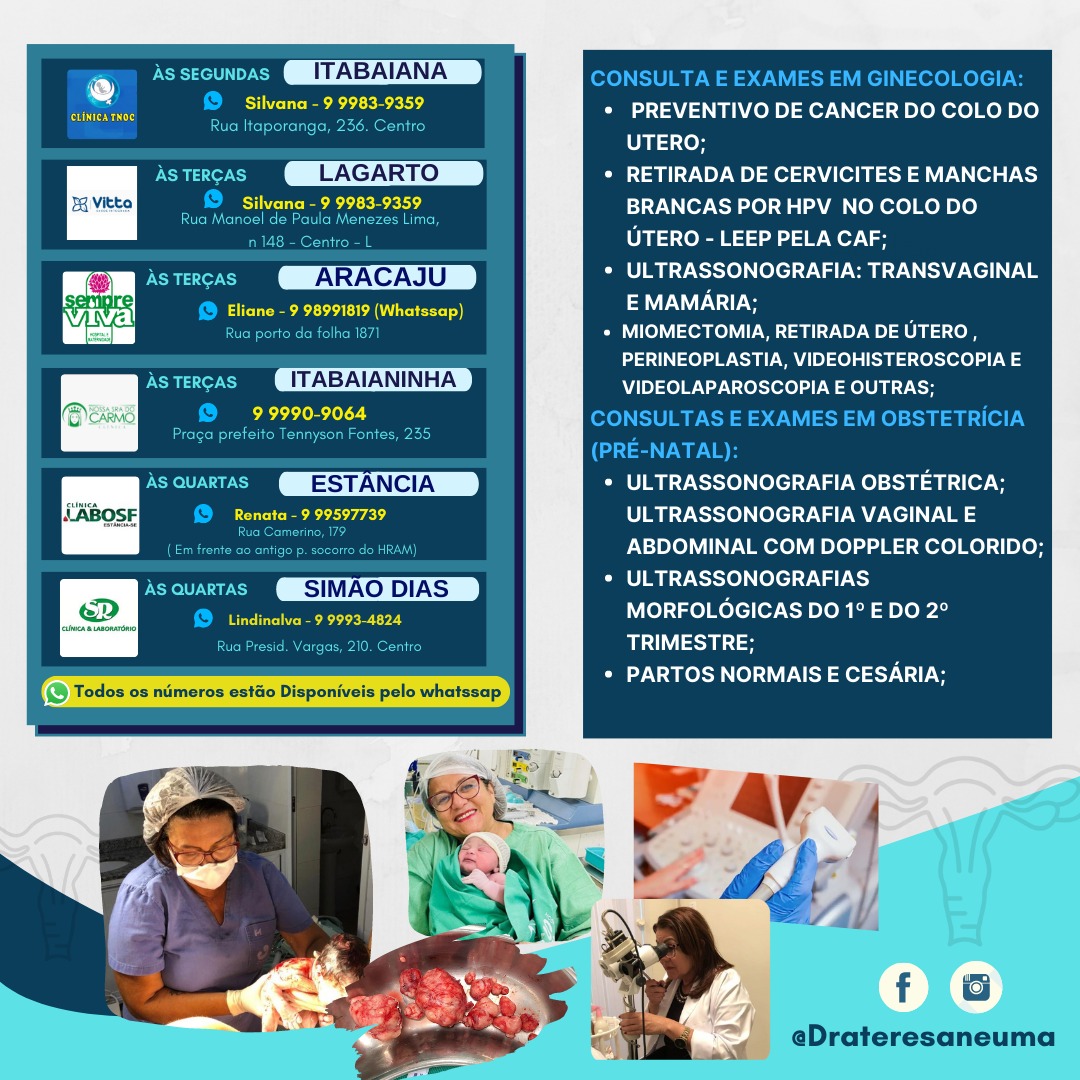 ÀS SEGUNDAS
ITABAIANA
CLÍNICA TNOC
Silvana - 9 9983-9359
Rua Itaporanga, 236. Centro
ÀS TERÇAS
LAGARTO
Vitta
Silvana - 9 9983-9359
Rua Manoel de Paula Menezes Lima,
n 148 - Centro - L
ÀS TERÇAS
ARACAJU
sempre
viva
HOSPITAL E
MATERNIDADE
Eliane - 9 98991819 (Whatssap)
Rua porto da folha 1871
ÀS TERÇAS
ITABAIANINHA
NOSSA SRA DO
CARMO
9 9990-9064
Praça prefeito Tennyson Fontes, 235
ÀS QUARTAS
ESTÂNCIA
CLÍNICA
LABOSF
ESTÂNCIA-SE
Renata - 9 99597739
Rua Camerino, 179
( Em frente ao antigo p. socorro do HRAM)
ÀS QUARTAS
SIMÃO DIAS
SR
CLÍNICA & LABORATÓRIO
Lindinalva - 9 9993-4824
Rua Presid. Vargas, 210. Centro
Todos os números estão Disponíveis pelo whatssap
CONSULTA E EXAMES EM GINECOLOGIA:
• PREVENTIVO DE CANCER DO COLO DO
UTERO;
• RETIRADA DE CERVICITES E MANCHAS
BRANCAS POR HPV NO COLO DO
ÚTERO - LEEP PELA CAF;
• ULTRASSONOGRAFIA: TRANSVAGINAL
E MAMÁRIA;
• MIOMECTOMIA, RETIRADA DE ÚTERO ,
PERINEOPLASTIA, VIDEOHISTEROSCOPIA E
VIDEOLAPAROSCOPIA E OUTRAS;
CONSULTAS E EXAMES EM OBSTETRÍCIA
(PRÉ-NATAL):
• ULTRASSONOGRAFIA OBSTÉTRICA;
ULTRASSONOGRAFIA VAGINAL E
ABDOMINAL COM DOPPLER COLORIDO;
• ULTRASSONOGRAFIAS
MORFOLÓGICAS DO 1º E DO 2º
TRIMESTRE;
• PARTOS NORMAIS E CESÁRIA;
@Drateresaneuma